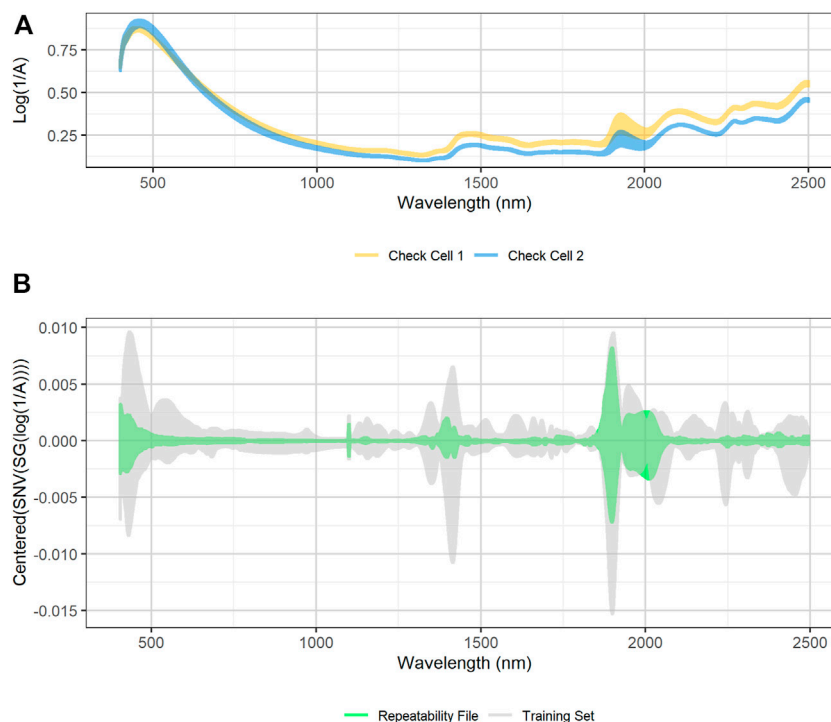 A
0.75
0.50
0.25
Log(1/A)
500 1000 1500 2000 2500
Wavelength (nm)
Check Cell 1 Check Cell 2
B
0.010
0.005
0.000
-0.005
-0.010
-0.015
Centered(SNV(SG(log(1/A))))
500 1000 1500 2000 2500
Wavelength (nm)
Repeatability File Training Set